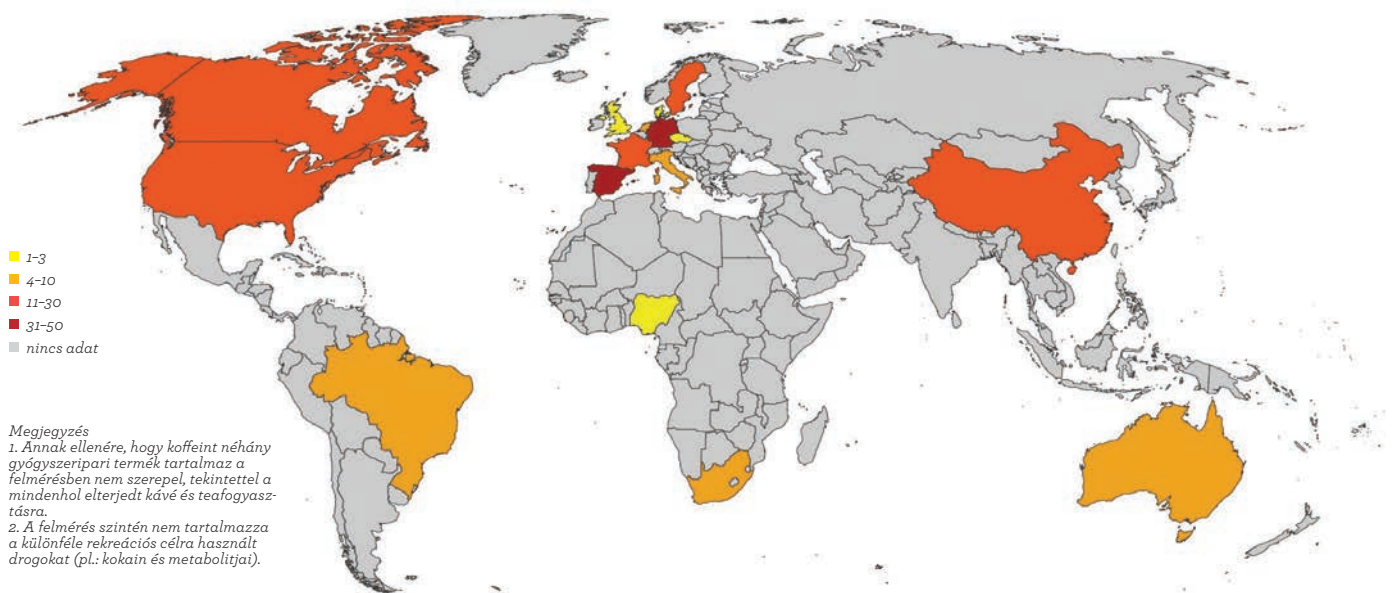 1–3
4–10
11–30
31–50
nincs adat
Megjegyzés
1. Annak ellenére, hogy koffeint néhány
gyógyszeripari termék tartalmaz a
felmérésben nem szerepel, tekintettel a
mindenhol elterjedt kávé és teafogyasz-
tásra.
2. A felmérés szintén nem tartalmazza
a különféle rekreációs célra használt
drogokat (pl.: kokain és metabolitjai).